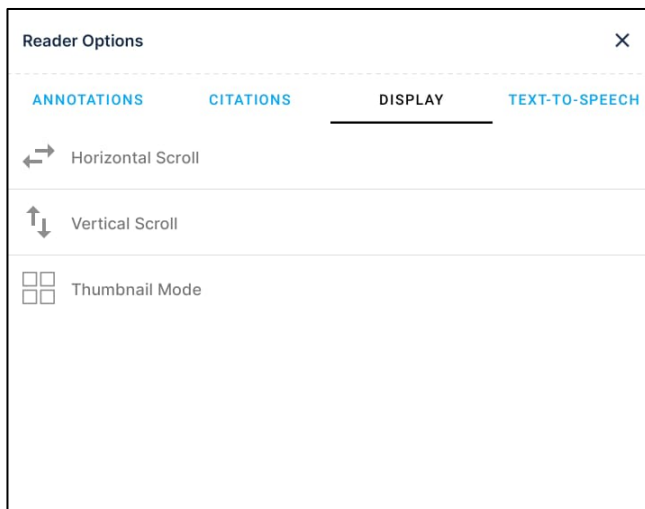 Reader Options
ANNOTATIONS CITATIONS DISPLAY TEXT-TO-SPEECH
Horizontal Scroll
Vertical Scroll
Thumbnail Mode